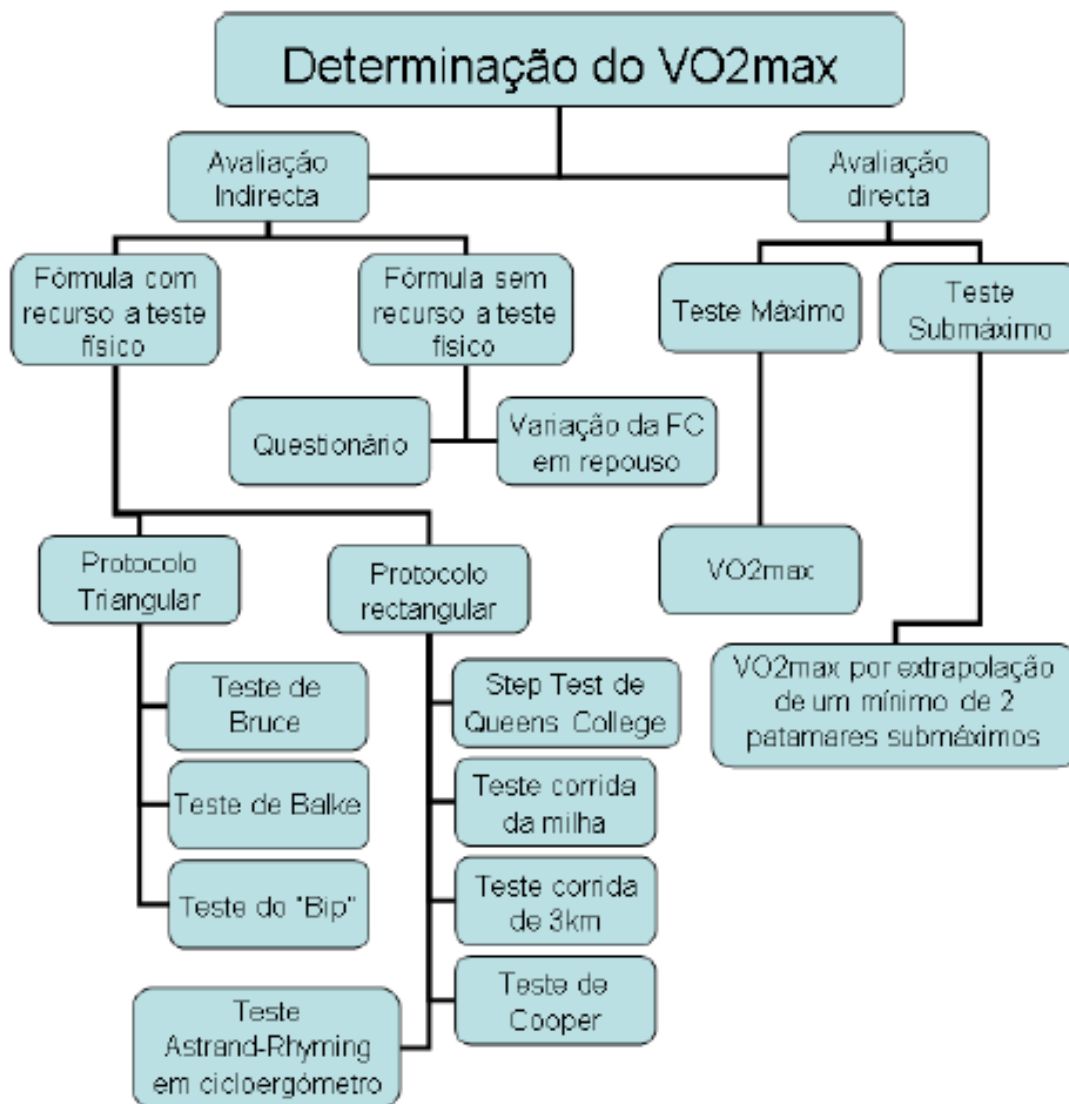 Determinação do VO2max
Avaliação
Indirecta
Avaliação
directa
Fórmula com
recurso a teste
físico
Fórmula sem
recurso a teste
físico
Teste Máximo
Teste
Submáximo
Questionário
Variação da FC
em repouso
VO2max
Protocolo
Triangular
Protocolo
rectangular
VO2max por extrapolação
de um mínimo de 2
patamares submáximos
Teste de
Bruce
Step Test de
Queens College
Teste de Balke
Teste corrida
da milha
Teste do "Bip"
Teste corrida
de 3km
Teste de
Cooper
Teste
Astrand-Rhyming
em cicloergómetro